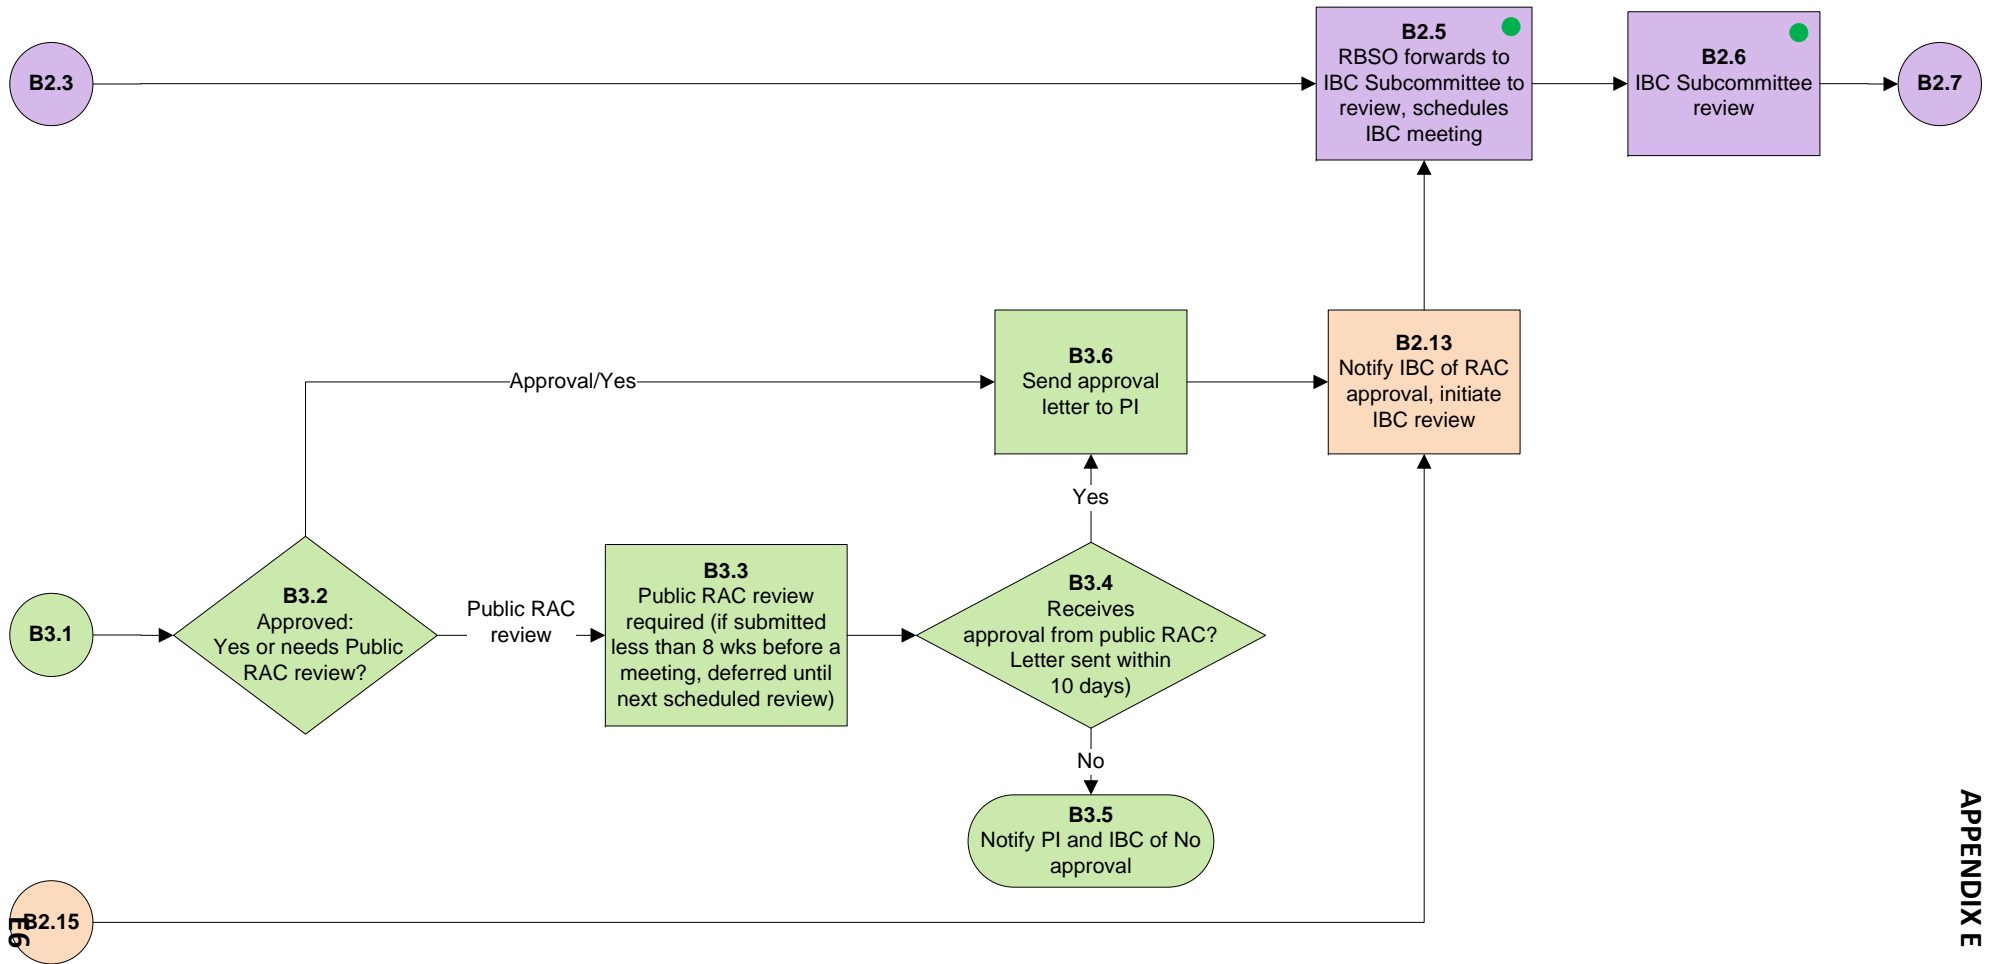 B2.3
B2.5
RBSO forwards to
IBC Subcommittee to
review, schedules
IBC meeting
B2.6
IBC Subcommittee
review
B2.7
Approval/Yes
B3.6
Send approval
letter to PI
B2.13
Notify IBC of RAC
approval, initiate
IBC review
Yes
B3.1
B3.2
Approved:
Yes or needs Public
RAC review?
Public RAC
review
B3.3
Public RAC review
required (if submitted
less than 8 wks before a
meeting, deferred until
next scheduled review)
B3.4
Receives
approval from public RAC?
Letter sent within
10 days)
No
B3.5
Notify PI and IBC of No
approval
B2.15
E6
APPENDIX E